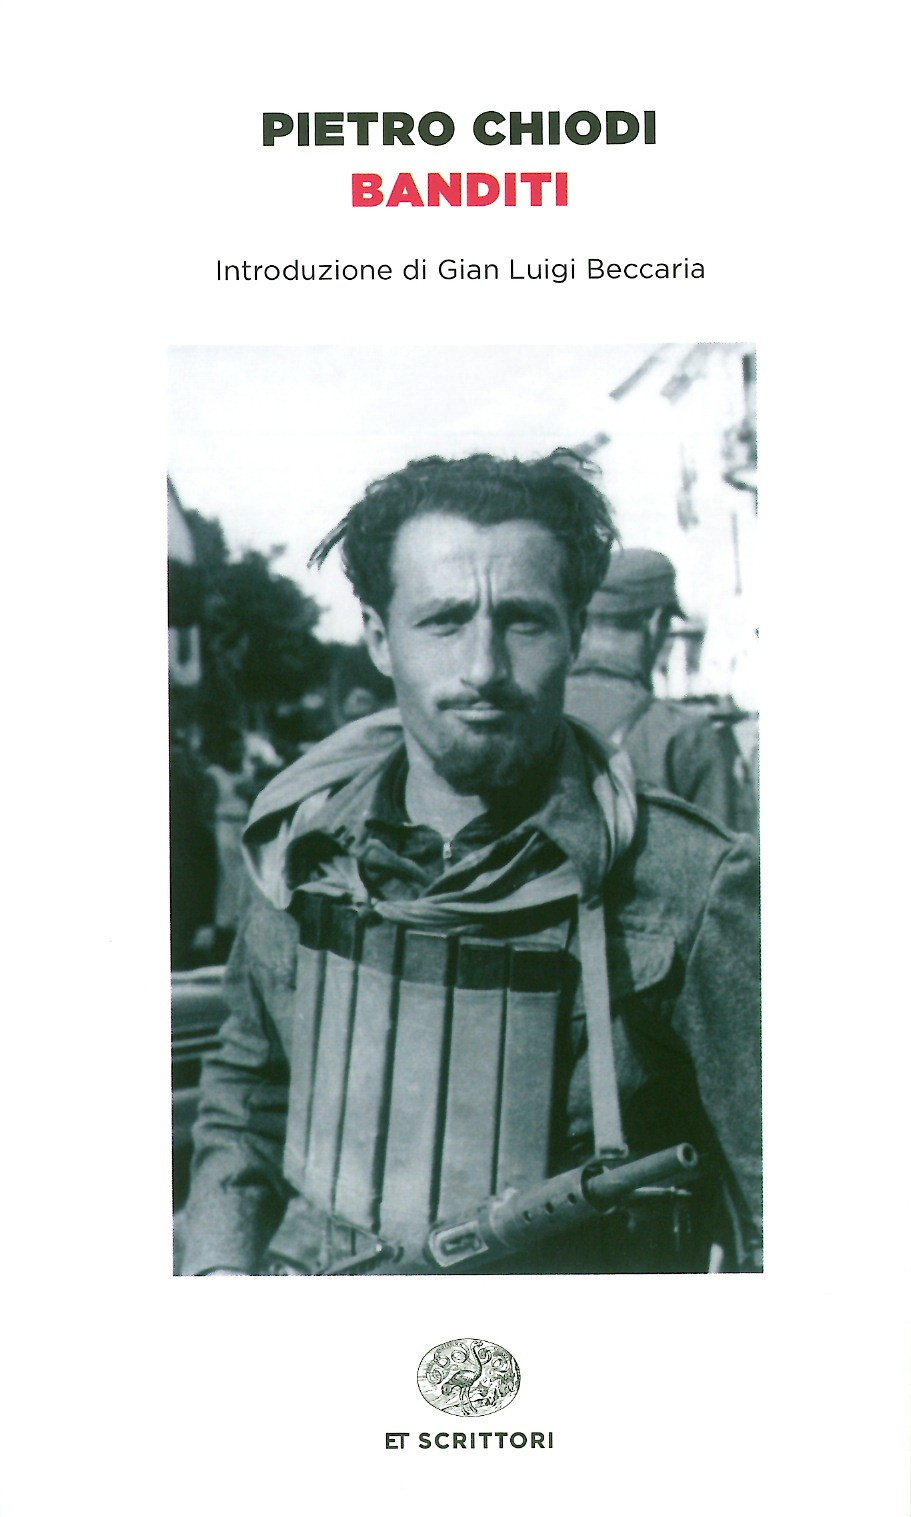 PIETRO CHIODI
BANDITI
Introduzione di Gian Luigi Beccaria
ET SCRITTORI